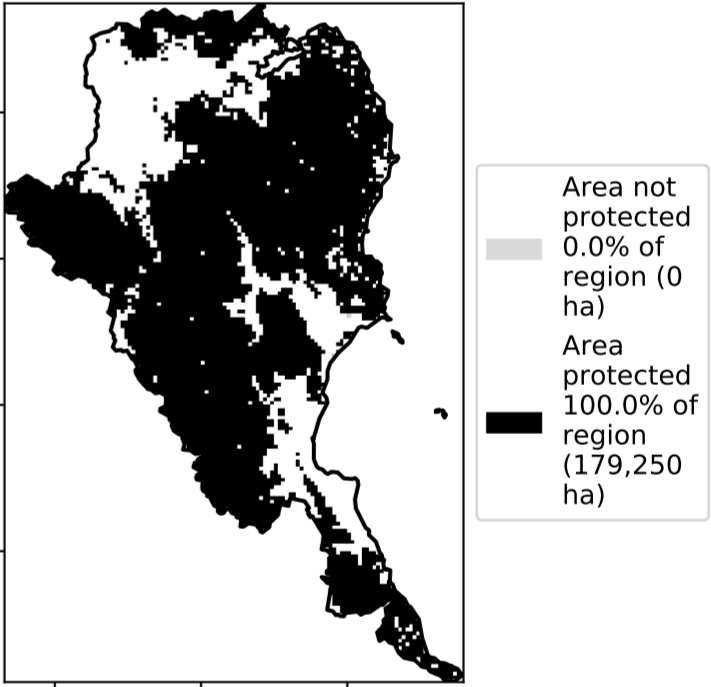 Area not
protected
0.0% of
region (0
ha)
Area
protected
100.0% of
region
(179,250
ha)